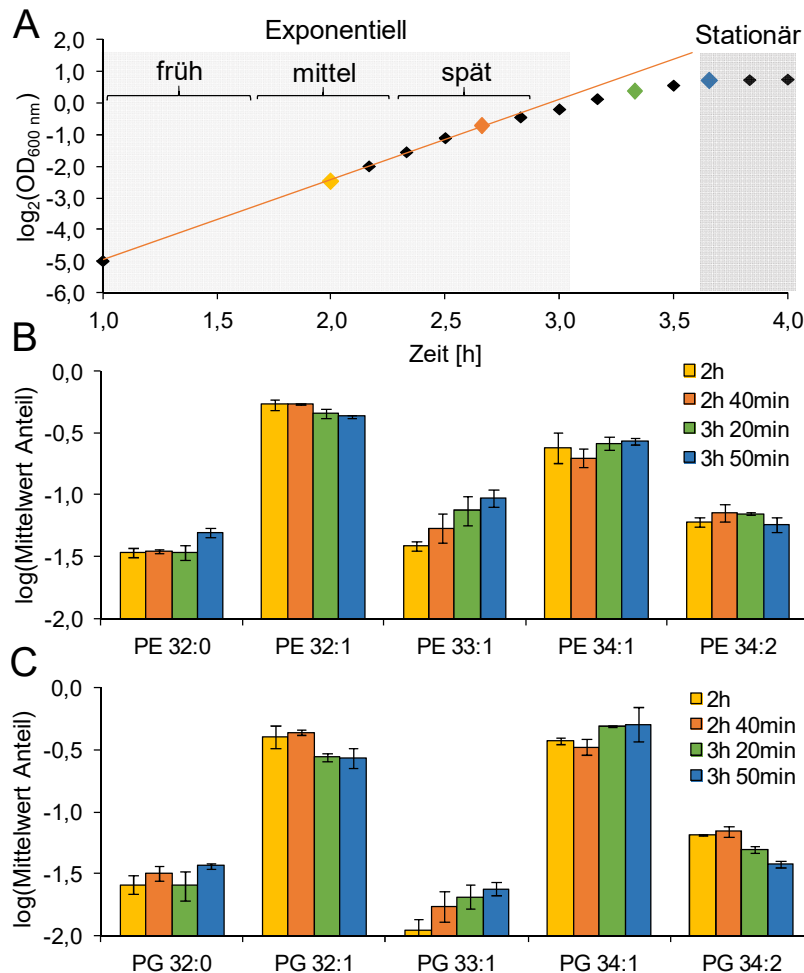 A
Exponentiell
Stationär
früh
mittel
spät
log2(OD600 nm)
2,0
1,0
0,0
-1,0
-2,0
-3,0
-4,0
-5,0
-6,0
1,0
1,5
2,0
2,5
3,0
3,5
4,0
Zeit [h]
B
log(Mittelwert Anteil)
0,0
-0,5
-1,0
-1,5
-2,0
2h
2h 40min
3h 20min
3h 50min
PE 32:0
PE 32:1
PE 33:1
PE 34:1
PE 34:2
C
log(Mittelwert Anteil)
0,0
-0,5
-1,0
-1,5
-2,0
2h
2h 40min
3h 20min
3h 50min
PG 32:0
PG 32:1
PG 33:1
PG 34:1
PG 34:2